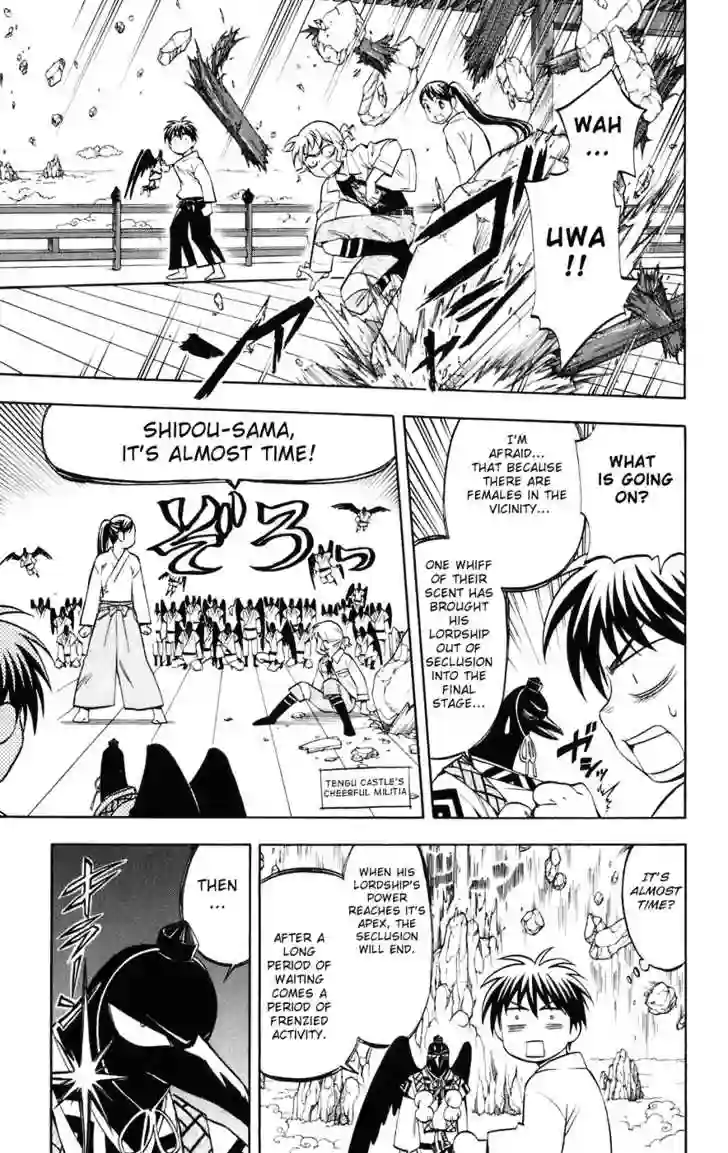 WAH
...
UWA
!!
WHAT
IS GOING
ON?
I'M
AFRAID...
THAT BECAUSE
THERE ARE
FEMALES IN THE
VICINITY...
ONE WHIFF
OF THEIR
SCENT HAS
BROUGHT
HIS
LORDSHIP
OUT OF
SECLUSION
INTO THE
FINAL
STAGE...
SHIDOU-SAMA,
IT'S ALMOST TIME!
ぞろっ
TENGU CASTLE'S
CHEERFUL MILITIA
IT'S
ALMOST
TIME?
WHEN HIS
LORDSHIP'S
POWER
REACHES IT'S
APEX, THE
SECLUSION
WILL END.
AFTER A
LONG
PERIOD OF
WAITING
COMES
A PERIOD
OF
FRENZIED
ACTIVITY.
THEN
...